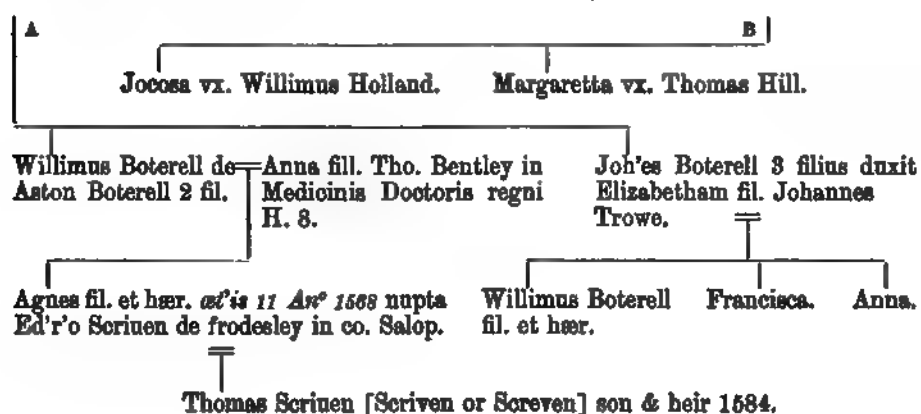 A B
Jocosa vx. Willimus Holland. Margaretta vx. Thomas Hill.
Willimus Boterell de
Aston Boterell 2 fil.
Anna fill. Tho. Bentley in
Medicinis Doctoris regni
H. 8.
Joh'es Boterell 3 filius duxit
Elizabetham fil. Johannes
Trowe.
Agnes fil. et hær. æt'is 11 An° 1568 nupta
Ed'r'o Scriuen de frodesley in co. Salop.
Willimus Boterell
fil. et hær.
Francisca. Anna.
Thomas Scriuen [Scriven or Screven] son & heir 1584.